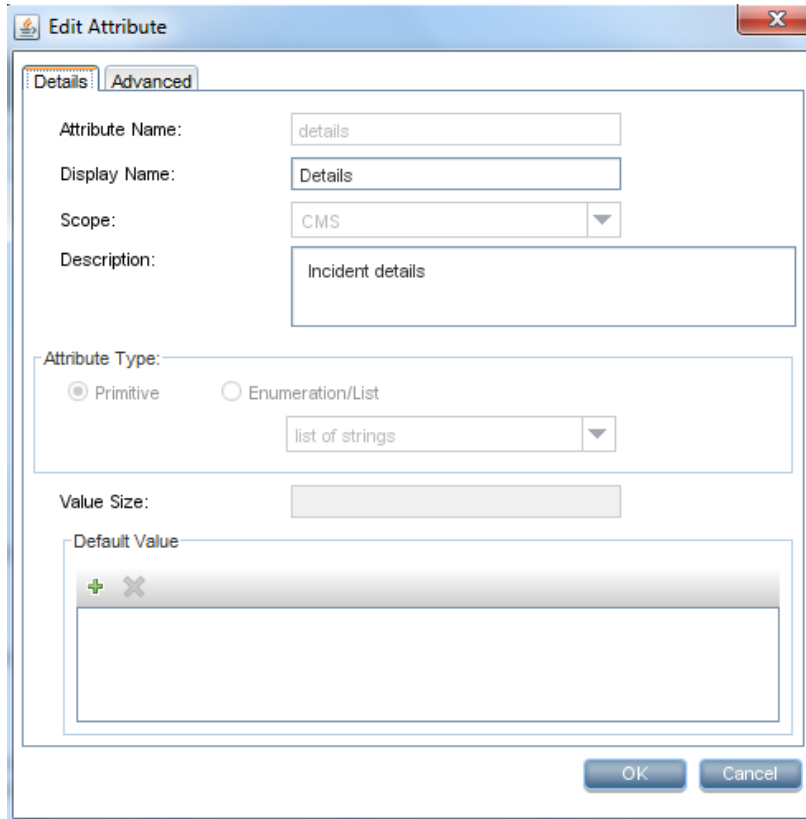 Edit Attribute
Details Advanced
Attribute Name: details
Display Name: Details
Scope: CMS
Description: Incident details
Attribute Type:
Primitive Enumeration/List
list of strings
Value Size:
Default Value
OK Cancel